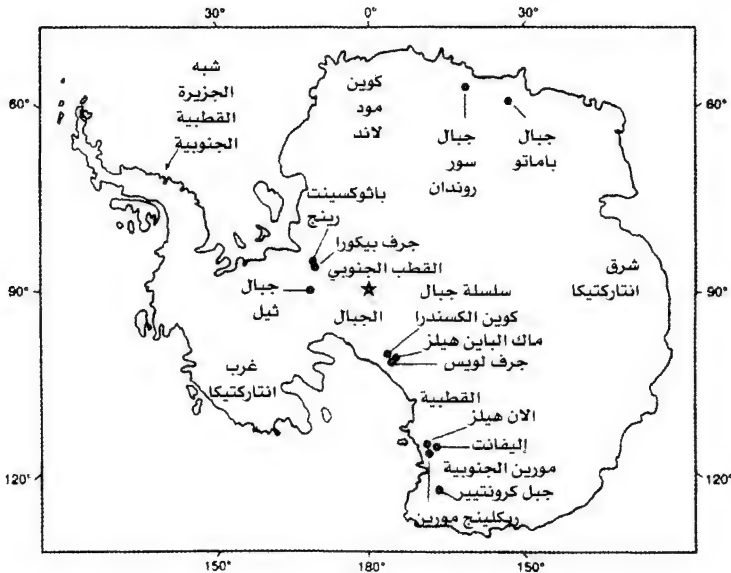 30° 0° 30°
شبه
الجزيرة
القطبية
الجنوبية
كوين
مود
لاند
جبال
سور
روندان
جبال
ياماتو
60° 60°
باثوكسينت
رينج
جرف بيكورا
القطب الجنوبي
شرق
انتاركتيكا
جبال
ثيل
سلسلة جبال
90° 90°
الجبال
كوين الكسندرا
ماك الباين هيلز
جرف لويس
غرب
انتاركتيكا
القطبية
الان هيلز
إليفانت
مورين الجنوبية
120° 120°
جبل كرونتيير
ريكلينج مورين
150° 180° 150°